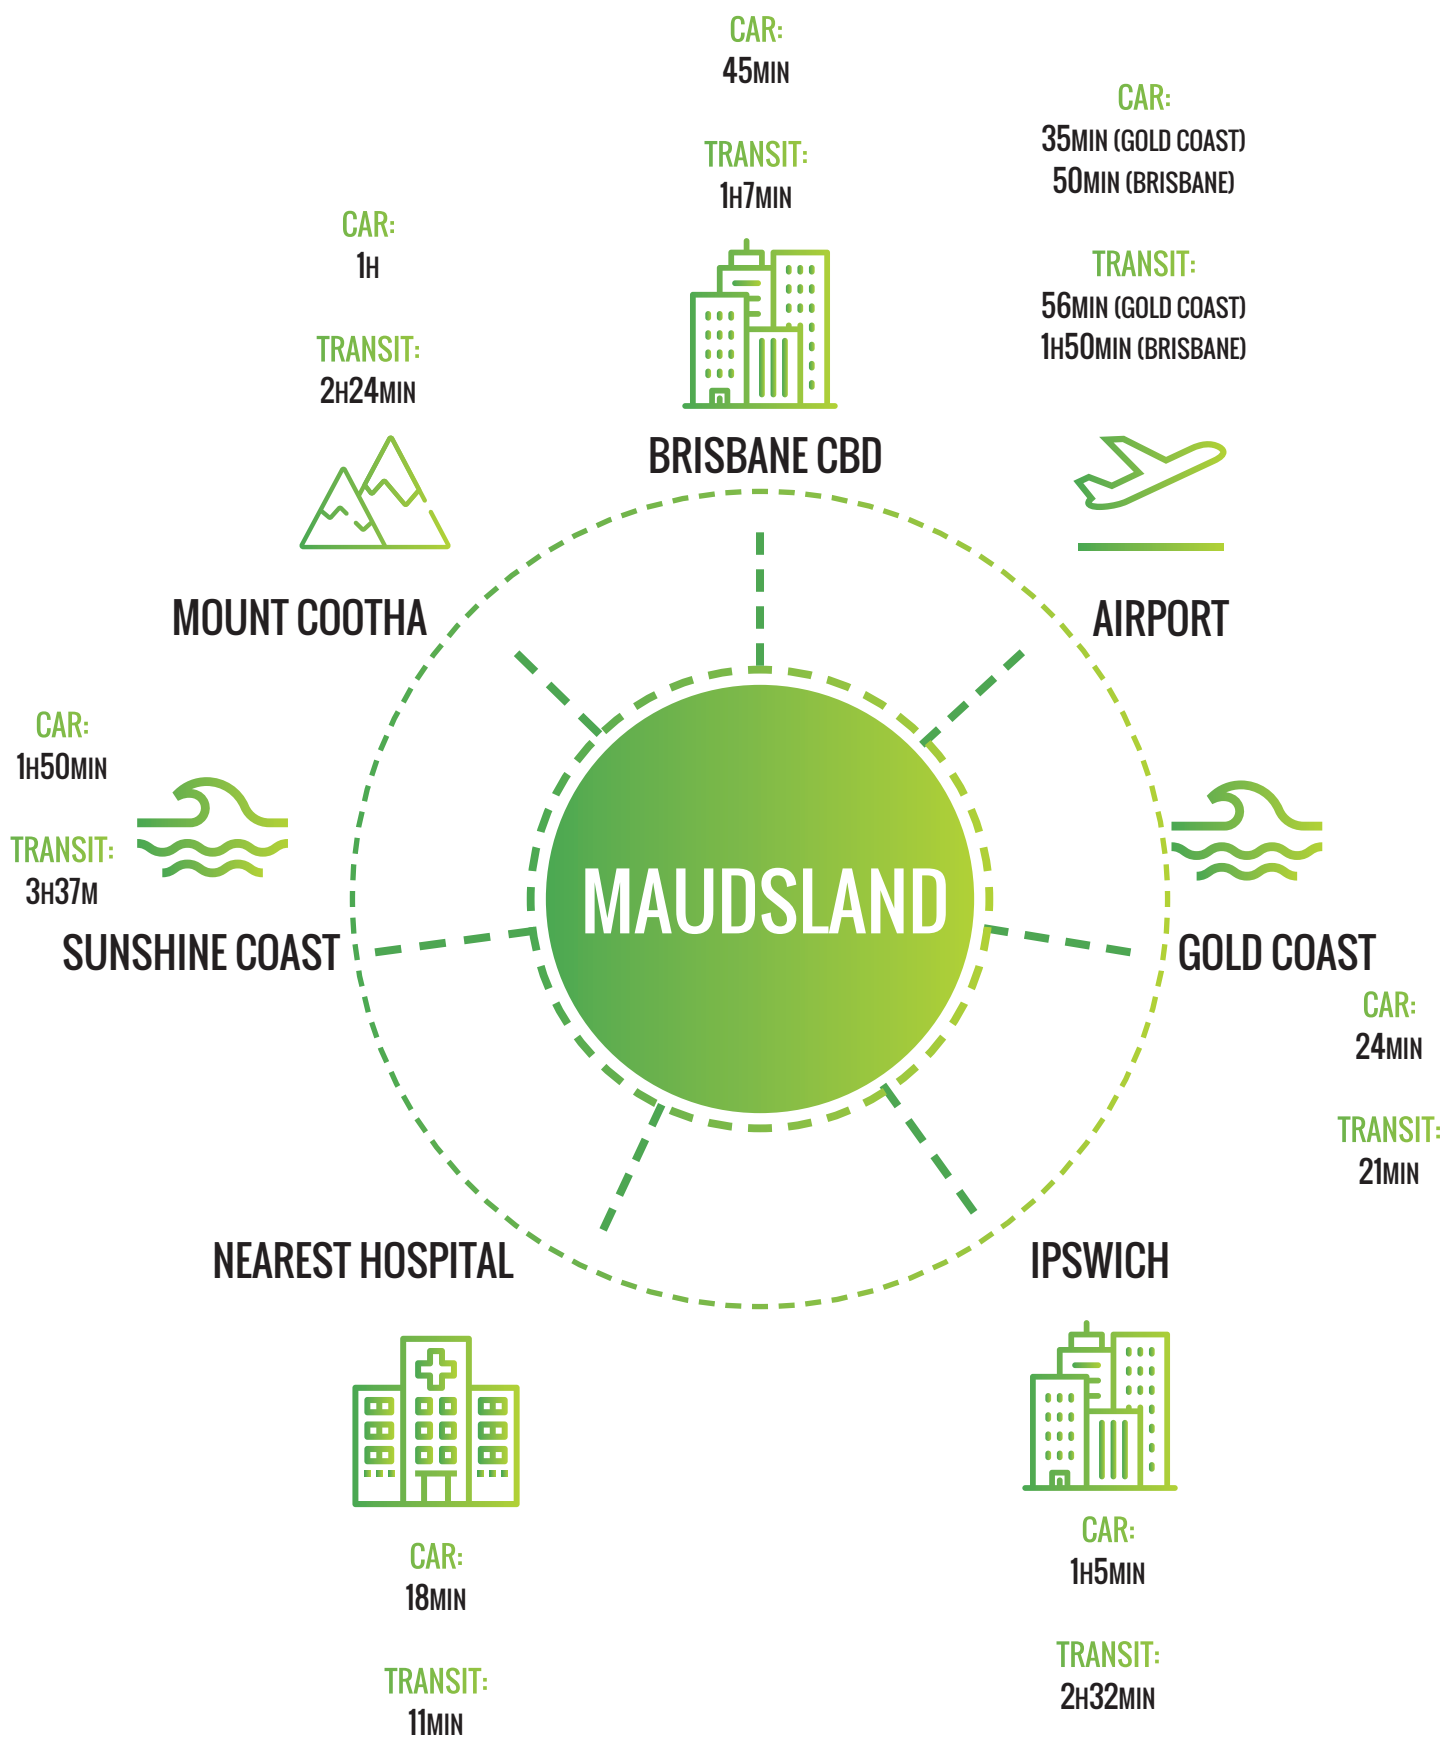 CAR:
45MIN
TRANSIT:
1H7MIN
BRISBANE CBD
CAR:
35MIN (GOLD COAST)
50MIN (BRISBANE)
TRANSIT:
56MIN (GOLD COAST)
1H50MIN (BRISBANE)
AIRPORT
CAR:
1H
TRANSIT:
2H24MIN
MOUNT COOTHA
CAR:
1H50MIN
TRANSIT:
3H37M
SUNSHINE COAST
MAUDSLAND
GOLD COAST
CAR:
24MIN
TRANSIT:
21MIN
NEAREST HOSPITAL
CAR:
18MIN
TRANSIT:
11MIN
IPSWICH
CAR:
1H5MIN
TRANSIT:
2H32MIN